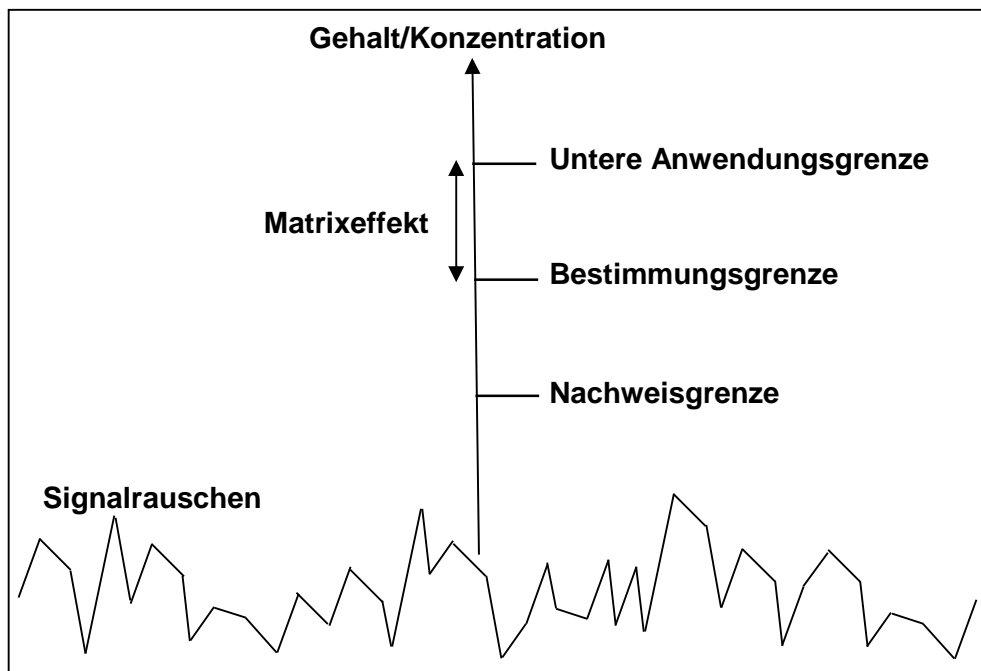 Gehalt/Konzentration
Untere Anwendungsgrenze
Matrixeffekt
Bestimmungsgrenze
Nachweisgrenze
Signalrauschen